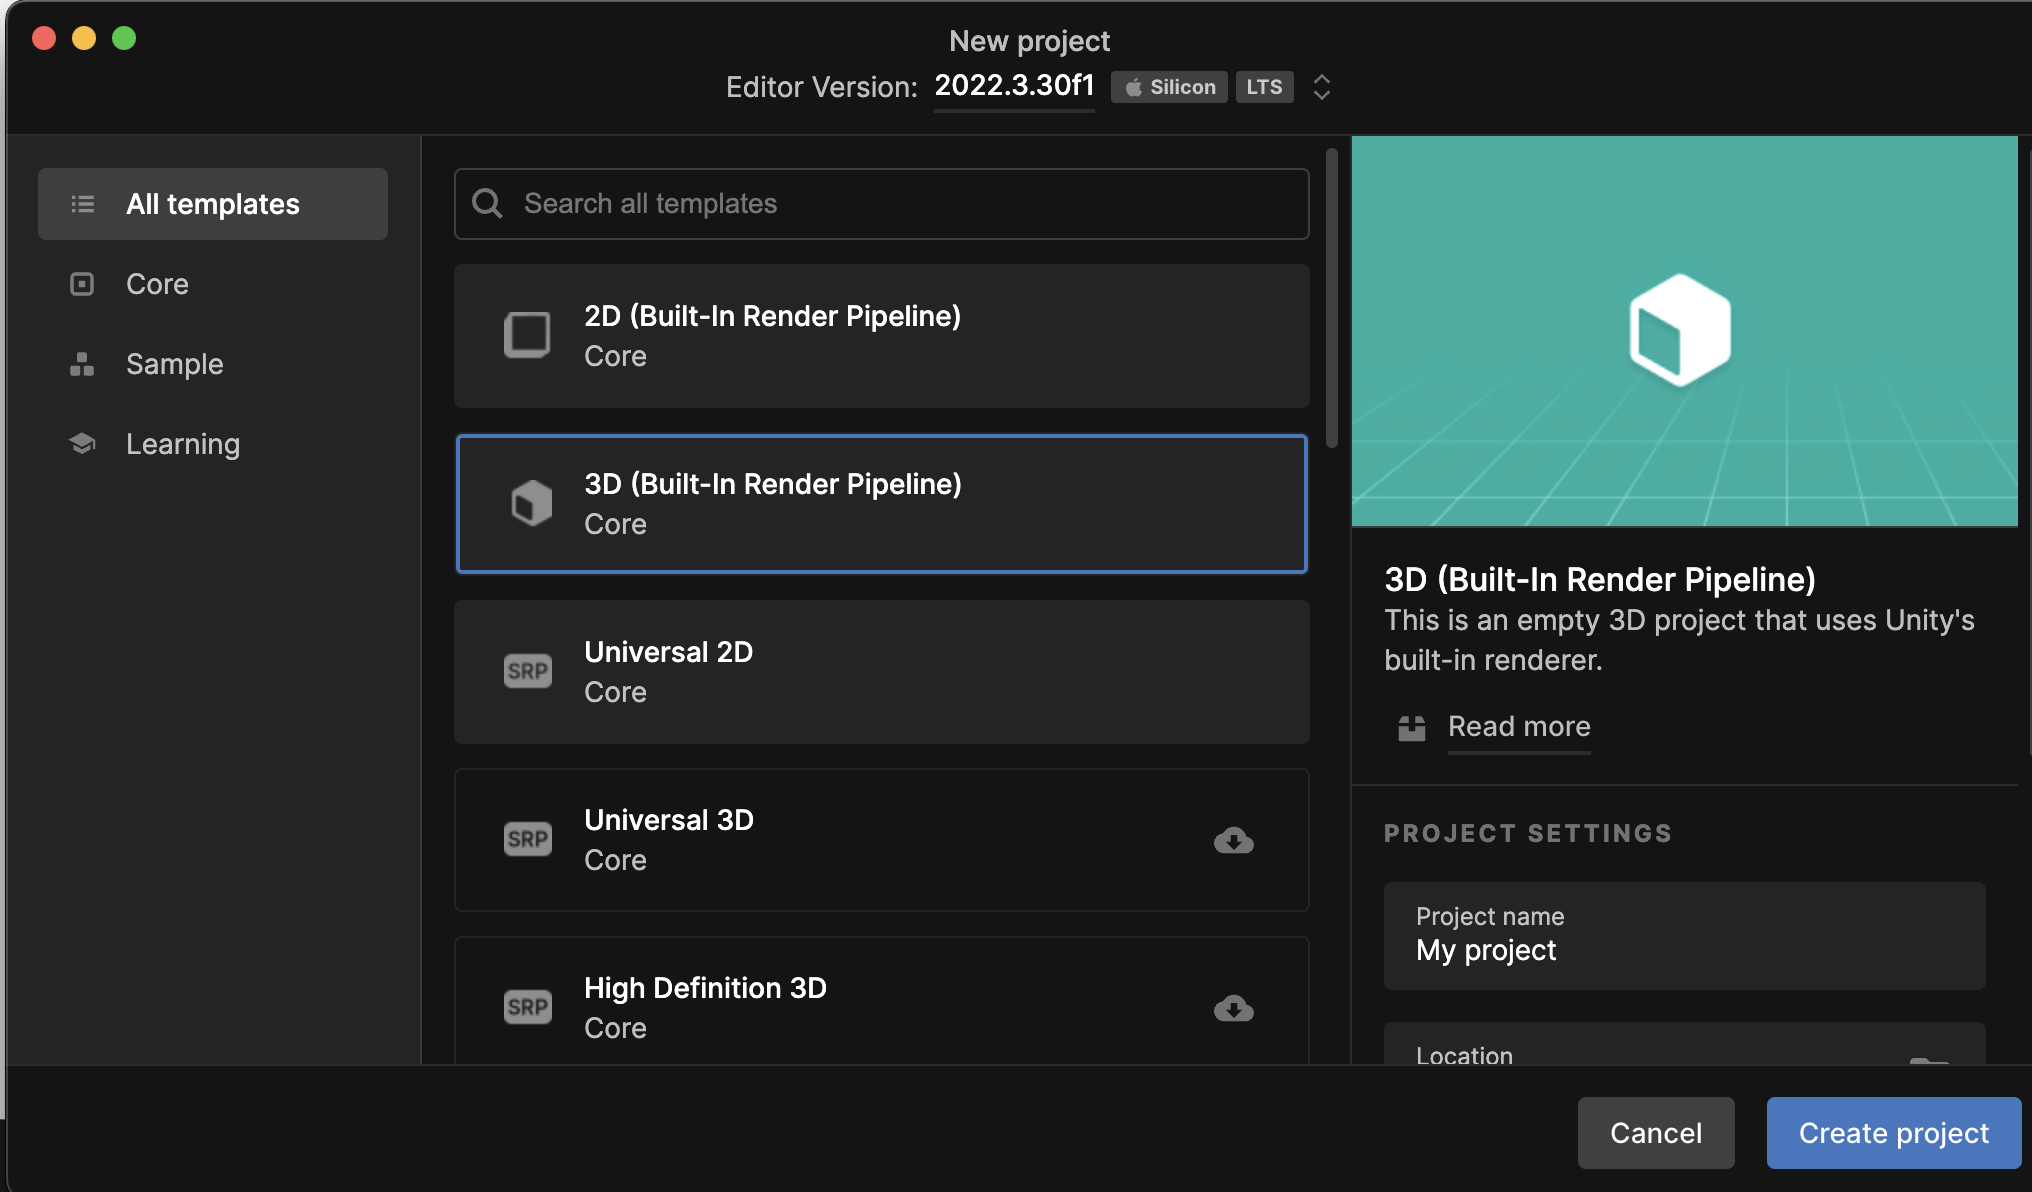 New project
Editor Version: 2022.3.30f1 Silicon LTS
All templates
Core
Sample
Learning
Search all templates
2D (Built-In Render Pipeline)
Core
3D (Built-In Render Pipeline)
Core
SRP
Universal 2D
Core
SRP
Universal 3D
Core
SRP
High Definition 3D
Core
3D (Built-In Render Pipeline)
This is an empty 3D project that uses Unity's
built-in renderer.
Read more
PROJECT SETTINGS
Project name
My project
Location
Cancel
Create project